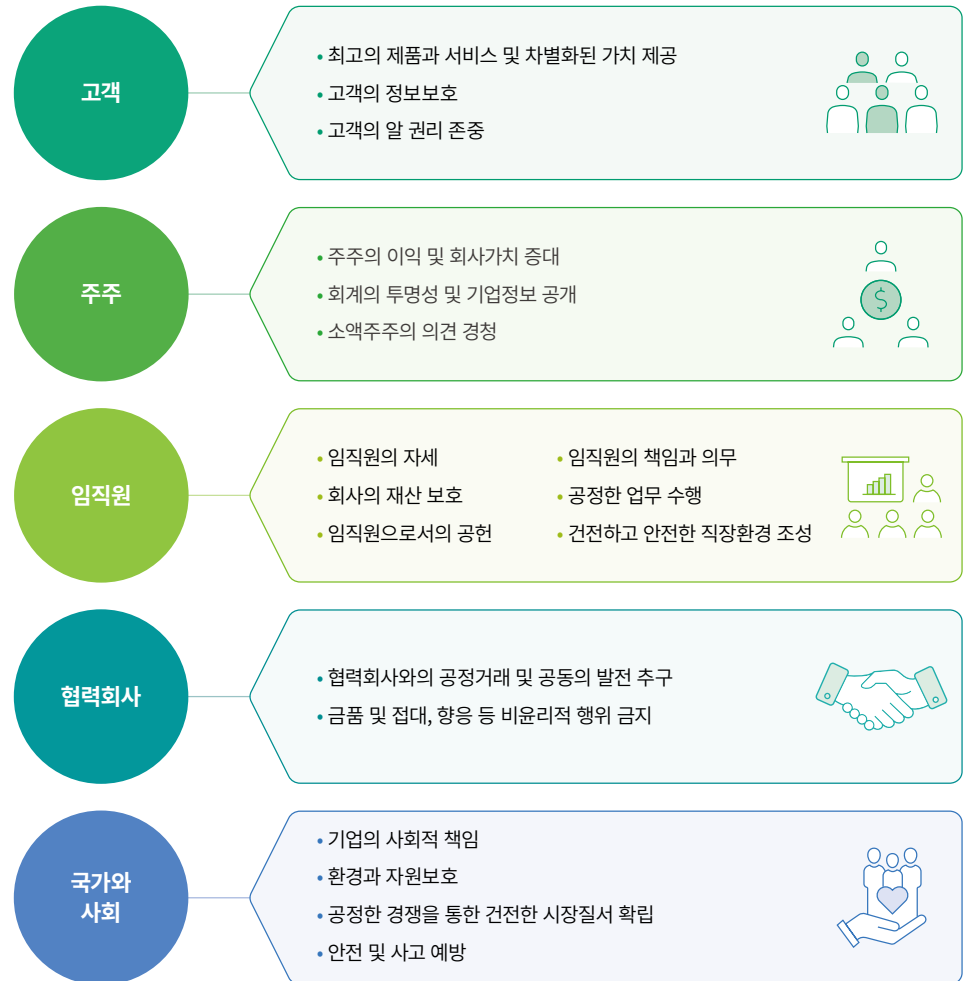 고객
• 최고의 제품과 서비스 및 차별화된 가치 제공
• 고객의 정보보호
• 고객의 알 권리 존중
주주
• 주주의 이익 및 회사가치 증대
• 회계의 투명성 및 기업정보 공개
• 소액주주의 의견 경청
$
임직원
• 임직원의 자세
• 회사의 재산 보호
• 임직원으로서의 공헌
• 임직원의 책임과 의무
• 공정한 업무 수행
• 건전하고 안전한 직장환경 조성
협력회사
• 협력회사와의 공정거래 및 공동의 발전 추구
• 금품 및 접대, 향응 등 비윤리적 행위 금지
국가와
사회
• 기업의 사회적 책임
• 환경과 자원보호
• 공정한 경쟁을 통한 건전한 시장질서 확립
• 안전 및 사고 예방